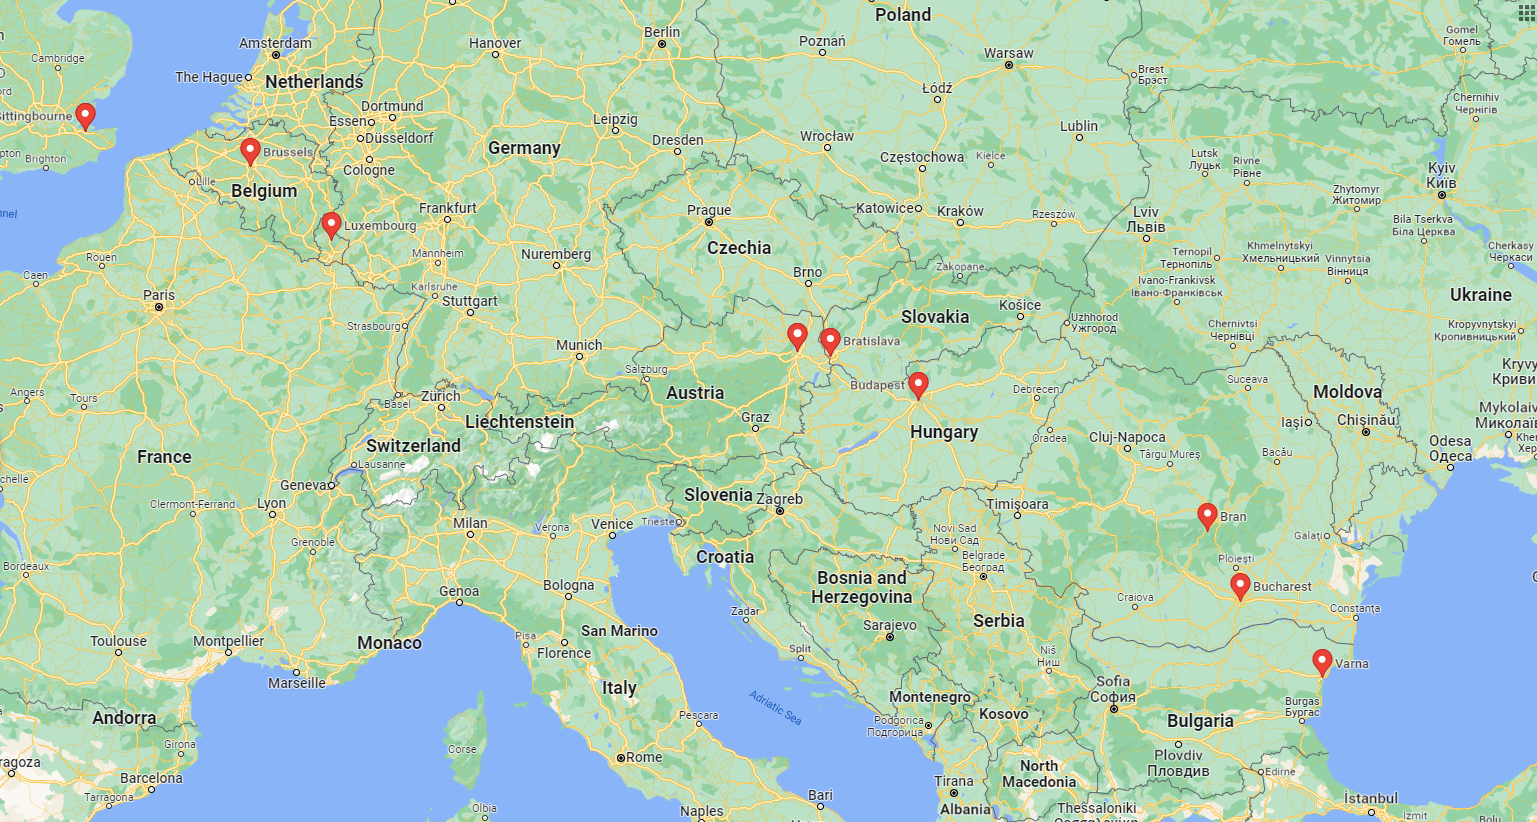 Poland
Gomel
Гомель
Berlin
Amsterdam
Hanover
Poznań
Warsaw
Cambridge
The Hague
Netherlands
Brest
Брэст
Łódź
Chernihiv
Чернігів
Dortmund
Essen
Sittingbourne
Leipzig
Düsseldorf
Wrocław
Lublin
Dresden
Germany
Brussels
Brighton
Cologne
Częstochowa
Kielce
Lutsk
Луцьк
Rivne
Рівне
Kyiv
Київ
Lille
Belgium
Zhytomyr
Житомир
Frankfurt
Prague
Katowice
Kraków
Rzeszów
Lviv
Львів
Bila Tserkva
Біла Церква
Luxembourg
Czechia
Rouen
Mannheim
Nuremberg
Brno
Zakopane
Ternopil
Тернопіль
Khmelnytskyi
Хмельницький
Vinnytsia
Вінниця
Cherkasy
Черкаси
Caen
Karlsruhe
Ivano-Frankivsk
Івано-Франківськ
Paris
Stuttgart
Košice
Ukraine
Strasbourg
Slovakia
Uzhhorod
Ужгород
Chernivtsi
Чернівці
Kropyvnytskyi
Кропивницький
Munich
Bratislava
Salzburg
Angers
Tours
Basel
Zürich
Austria
Budapest
Debrecen
Suceava
Moldova
Liechtenstein
Graz
Hungary
Oradea
Cluj-Napoca
Târgu Mureș
Iași
Chișinău
Switzerland
France
Lausanne
Bacău
Odesa
Одеса
Geneva
Clermont-Ferrand
Lyon
Slovenia
Zagreb
Timișoara
Milan
Verona
Venice
Trieste
Novi Sad
Нови Сад
Bran
Grenoble
Galați
Croatia
Belgrade
Београд
Ploiești
Bordeaux
Bologna
Bosnia and
Herzegovina
Bucharest
Genoa
Craiova
Constanța
Zadar
Toulouse
Montpellier
Monaco
Pisa
San Marino
Florence
Sarajevo
Serbia
Split
Niš
Ниш
Varna
Marseille
Italy
Adriatic Sea
Montenegro
Sofia
София
Andorra
Pescara
Podgorica
Подгорица
Kosovo
Bulgaria
Burgas
Бургас
Girona
Corse
Rome
Plovdiv
Пловдив
Barcelona
North
Macedonia
Edirne
Tarragona
Tirana
Olbia
Naples
Bari
Albania
Thessaloniki
İstanbul
İzmit